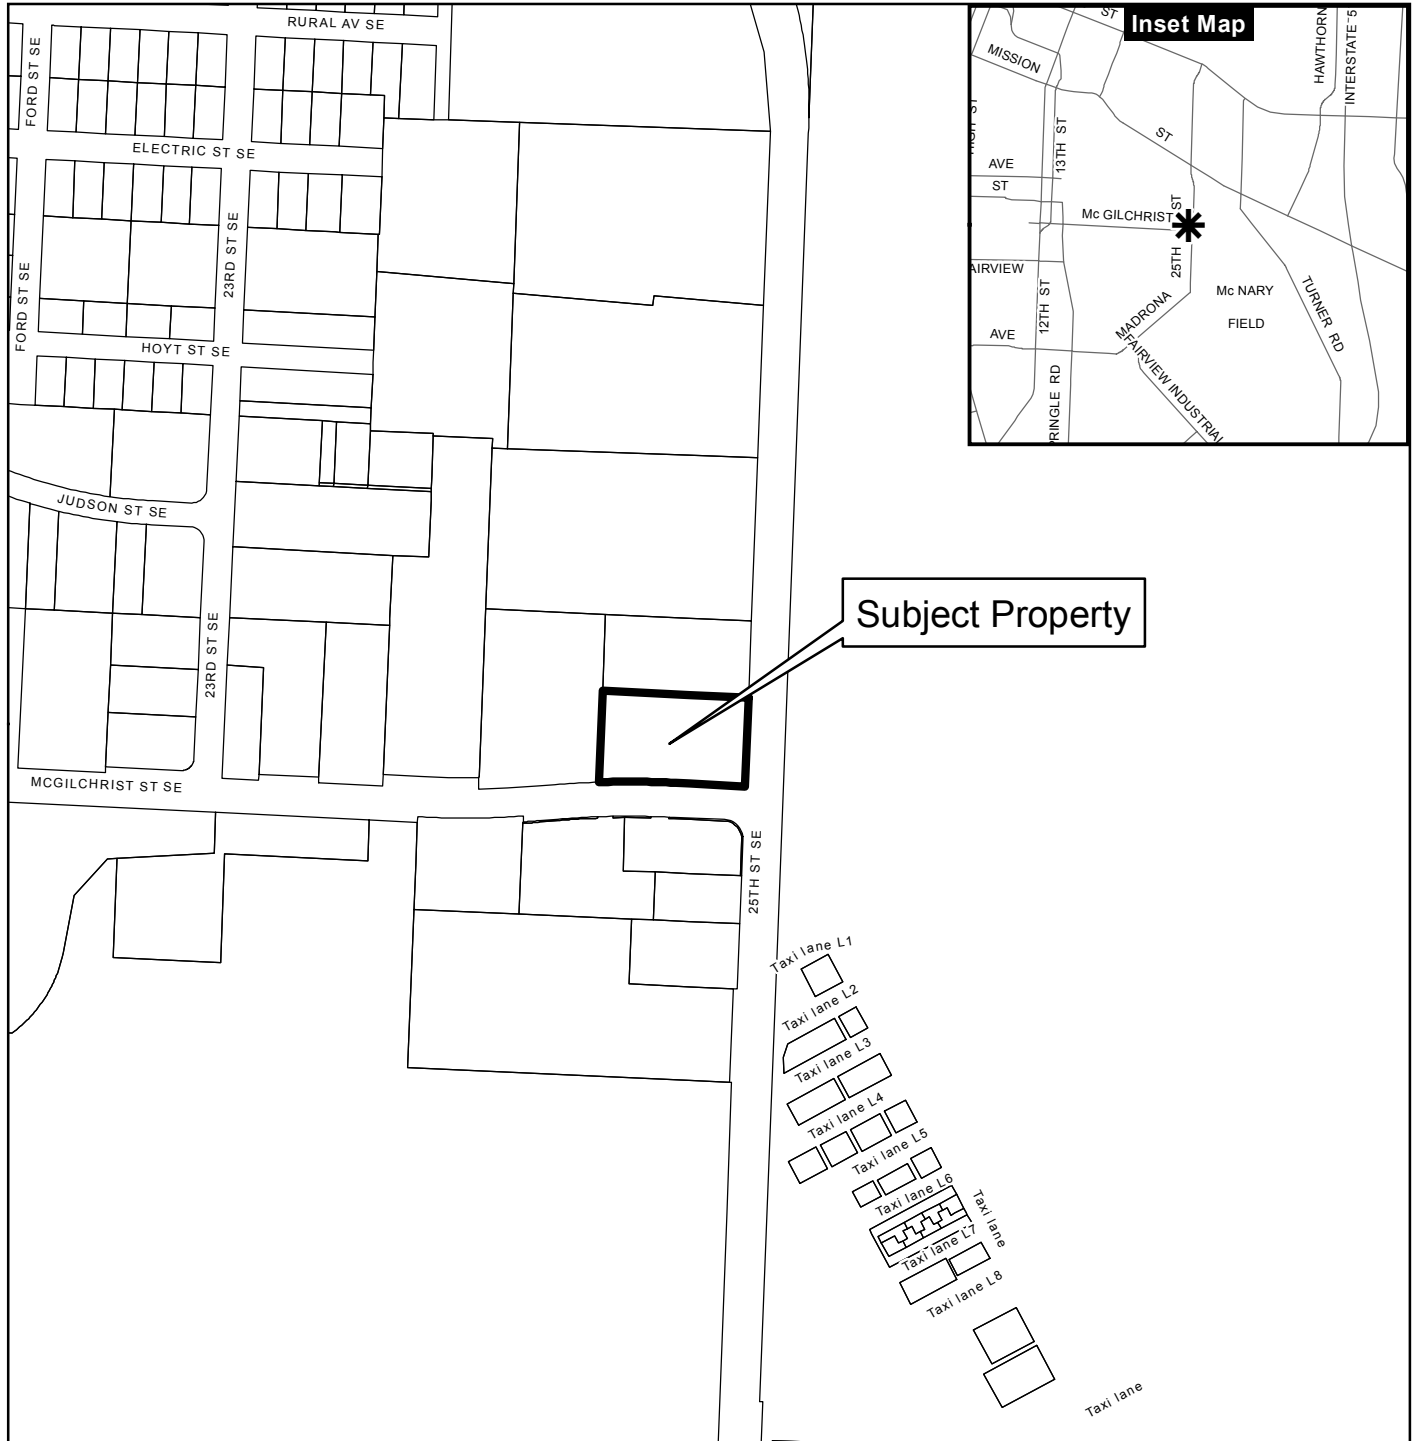 RURAL AV SE
FORD ST SE
ELECTRIC ST SE
23RD ST SE
FORD ST SE
HOYT ST SE
JUDSON ST SE
23RD ST SE
MCGILCHRIST ST SE
25TH ST SE
Subject Property
Taxi lane L1
Taxi lane L2
Taxi lane L3
Taxi lane L4
Taxi lane L5
Taxi lane L6
Taxi lane
Taxi lane L7
Taxi lane L8
Taxi lane
Inset Map
ST
MISSION
HAWTHORN
INTERSTATE 5
13TH ST
ST
AVE
ST
Mc GILCHRIST
25TH ST
AIRVIEW
12TH ST
Mc NARY
FIELD
TURNER RD
MADRONA
AVE
FAIRVIEW INDUSTRIAL
RINGLE RD